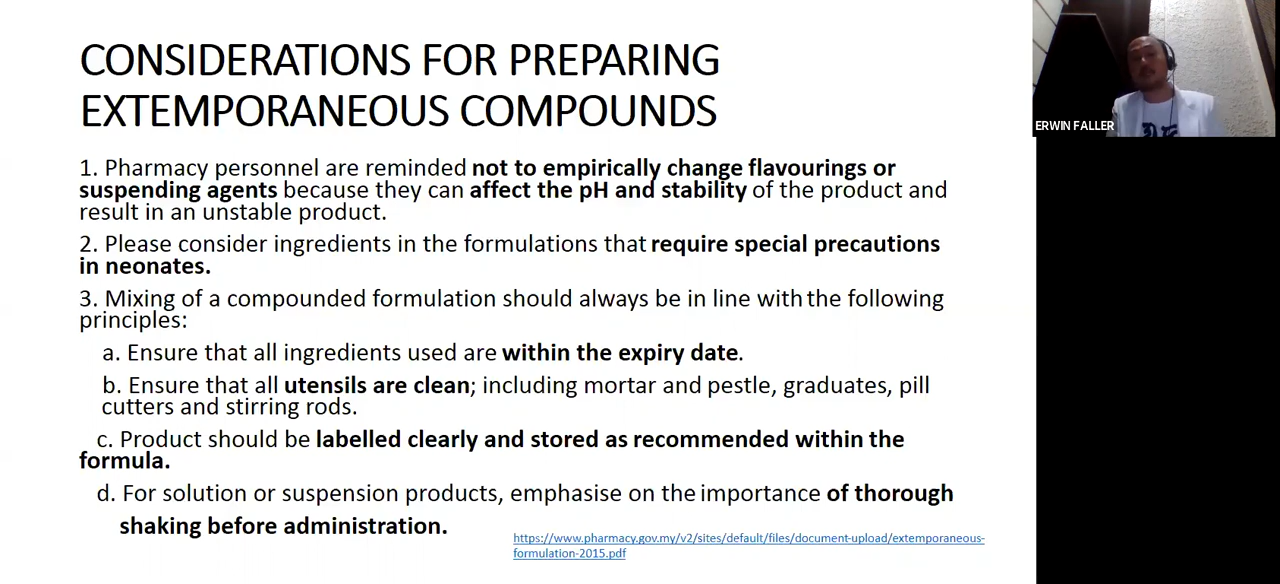 CONSIDERATIONS FOR PREPARING
EXTEMPORANEOUS COMPOUNDS
1. Pharmacy personnel are reminded not to empirically change flavourings or
suspending agents because they can affect the pH and stability of the product and
result in an unstable product.
2. Please consider ingredients in the formulations that require special precautions
in neonates.
3. Mixing of a compounded formulation should always be in line with the following
principles:
a. Ensure that all ingredients used are within the expiry date.
b. Ensure that all utensils are clean; including mortar and pestle, graduates, pill
cutters and stirring rods.
c. Product should be labelled clearly and stored as recommended within the
formula.
d. For solution or suspension products, emphasise on the importance of thorough
shaking before administration.
https://www.pharmacy.gov.my/v2/sites/default/files/document-upload/extemporaneous-
formulation-2015.pdf
ERWIN FALLER